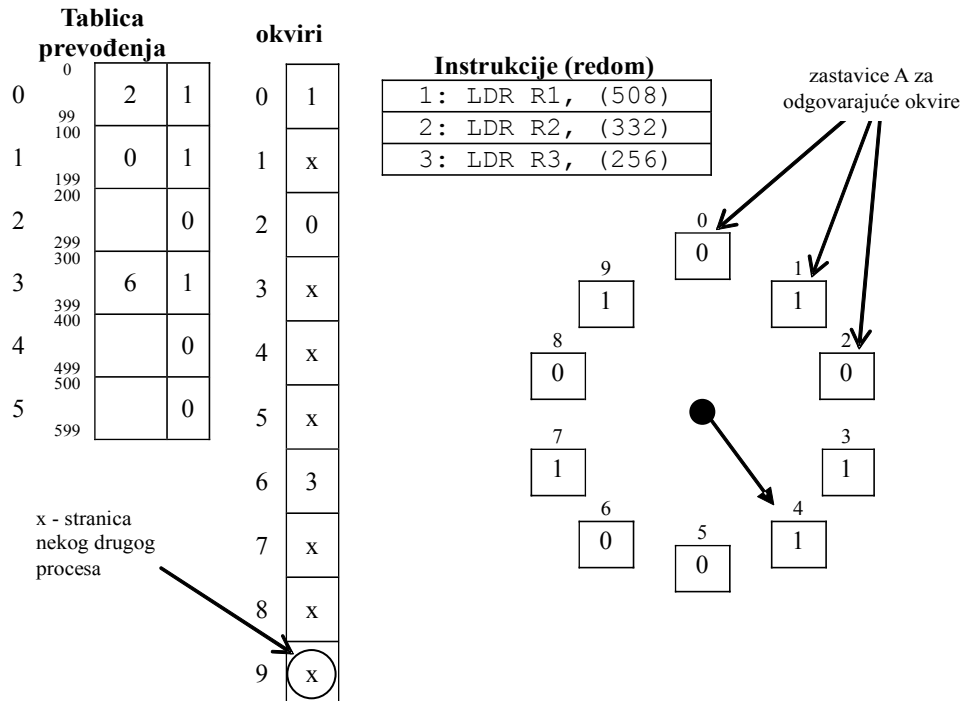 Tablica
prevođenja
0
0 2 1
99
100
1 0 1
199
200
2 0
299
300
3 6 1
399
400
4 0
499
500
5 0
599
okviri
0 1
1 x
2 0
3 x
4 x
5 x
6 3
7 x
8 x
9 x
x - stranica
nekog drugog
procesa
Instrukcije (redom)
1: LDR R1, (508)
2: LDR R2, (332)
3: LDR R3, (256)
zastavice A za
odgovarajuće okvire
0
0
1
1
2
0
3
1
4
1
5
0
6
0
7
1
8
0
9
1